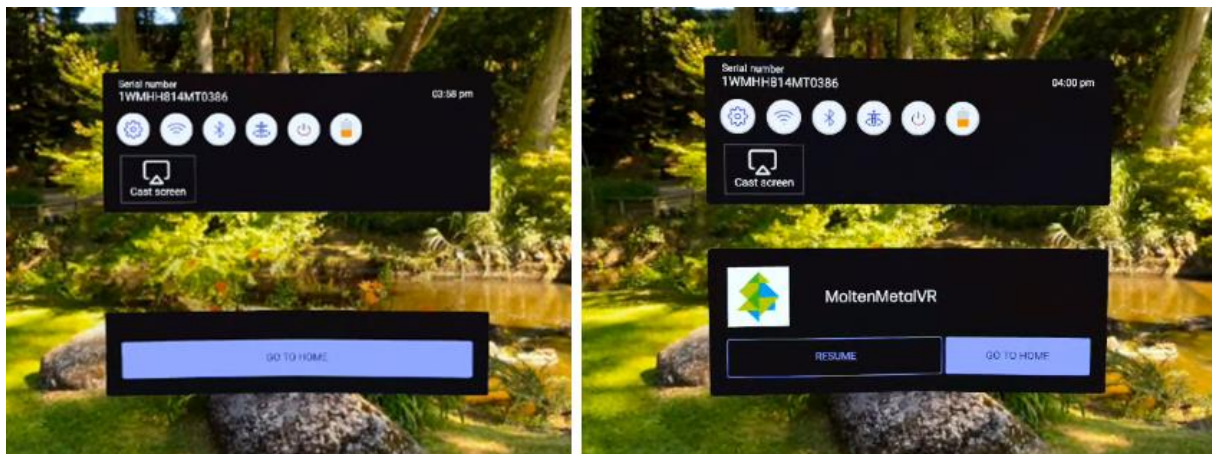 Serial number
1WMHH814MT0386
03:58 pm
Cast screen
GO TO HOME
Serial number
1WMHH814MT0386
04:00 pm
Cast screen
MoltenMetalVR
RESUME
GO TO HOME